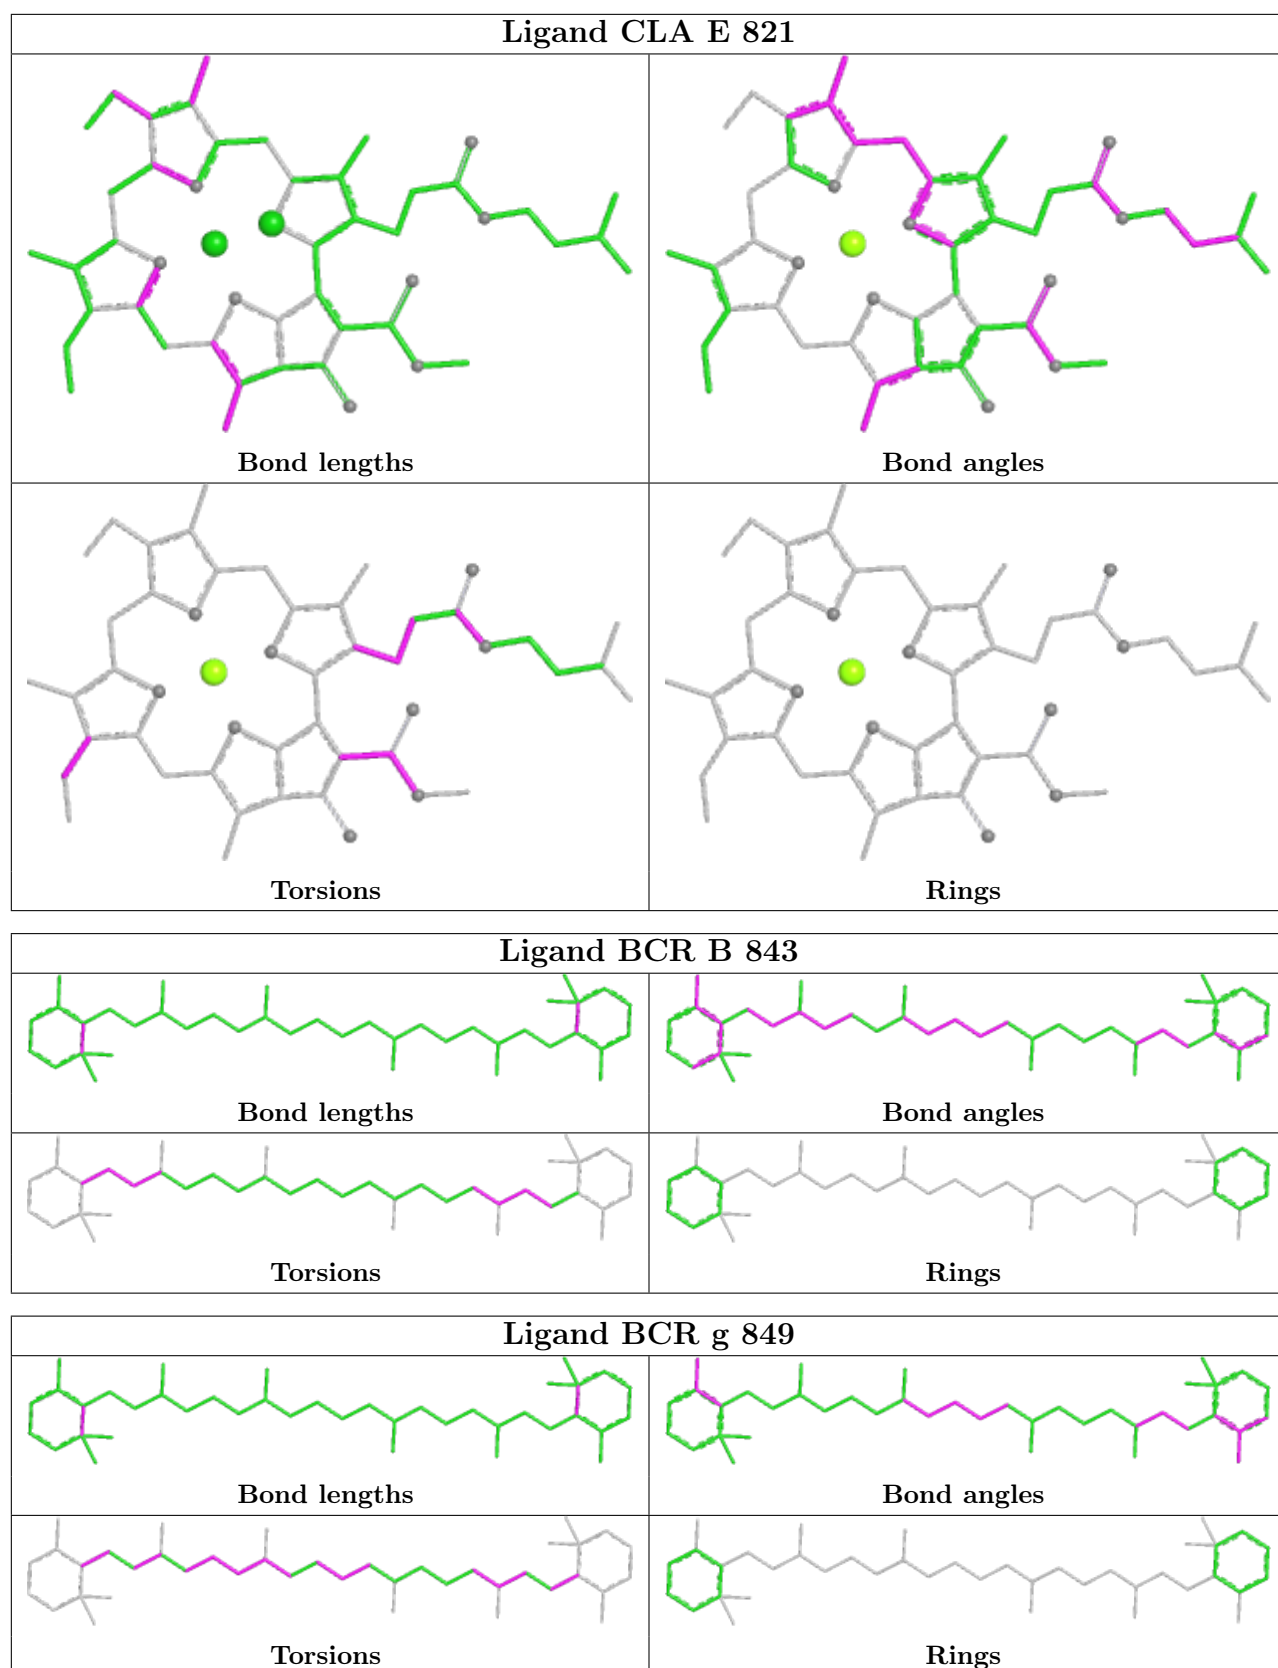 Ligand CLA E 821
Bond lengths
Bond angles
Torsions
Rings
Ligand BCR B 843
Bond lengths
Bond angles
Torsions
Rings
Ligand BCR g 849
Bond lengths
Bond angles
Torsions
Rings